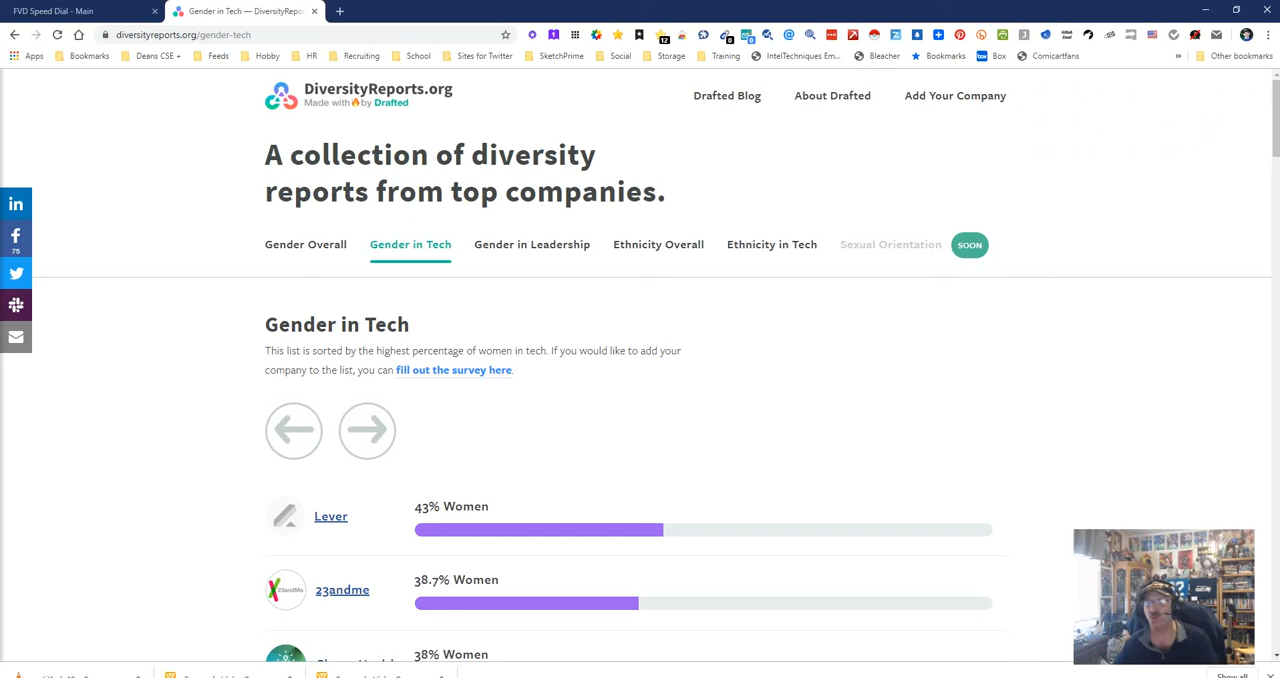 FVD Speed Dial - Main
Gender in Tech — DiversityRepo
diversityreports.org/gender-tech
Apps
Bookmarks
Deans CSE +
Feeds
Hobby
HR
Recruiting
School
Sites for Twitter
SketchPrime
Social
Storage
Training
IntelTechniques Em...
Bleacher
Bookmarks
Box
Comicartfans
Other bookmarks
DiversityReports.org
Made with by Drafted
Drafted Blog
About Drafted
Add Your Company
A collection of diversity
reports from top companies.
Gender Overall
Gender in Tech
Gender in Leadership
Ethnicity Overall
Ethnicity in Tech
Sexual Orientation
SOON
in
75
Gender in Tech
This list is sorted by the highest percentage of women in tech. If you would like to add your
company to the list, you can fill out the survey here.
Lever
43% Women
23andMe
23andme
38.7% Women
38% Women
Show all